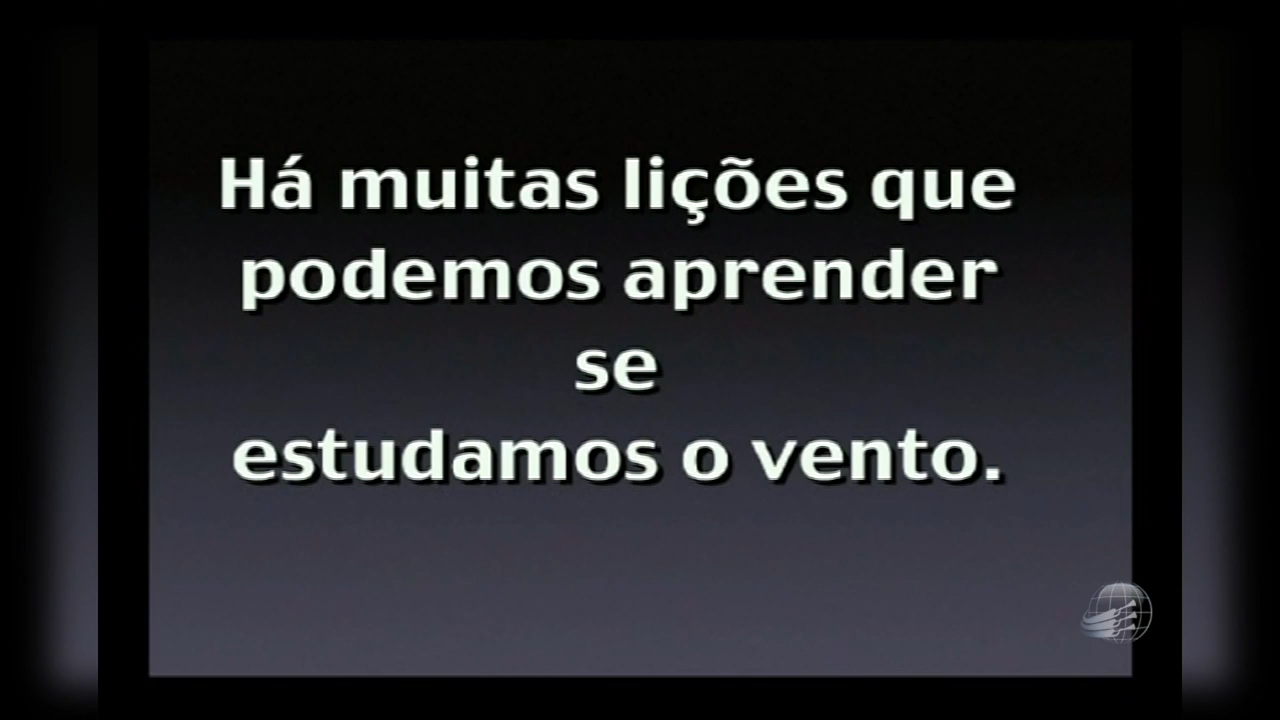 Há muitas lições que
podemos aprender
se
estudamos o vento.